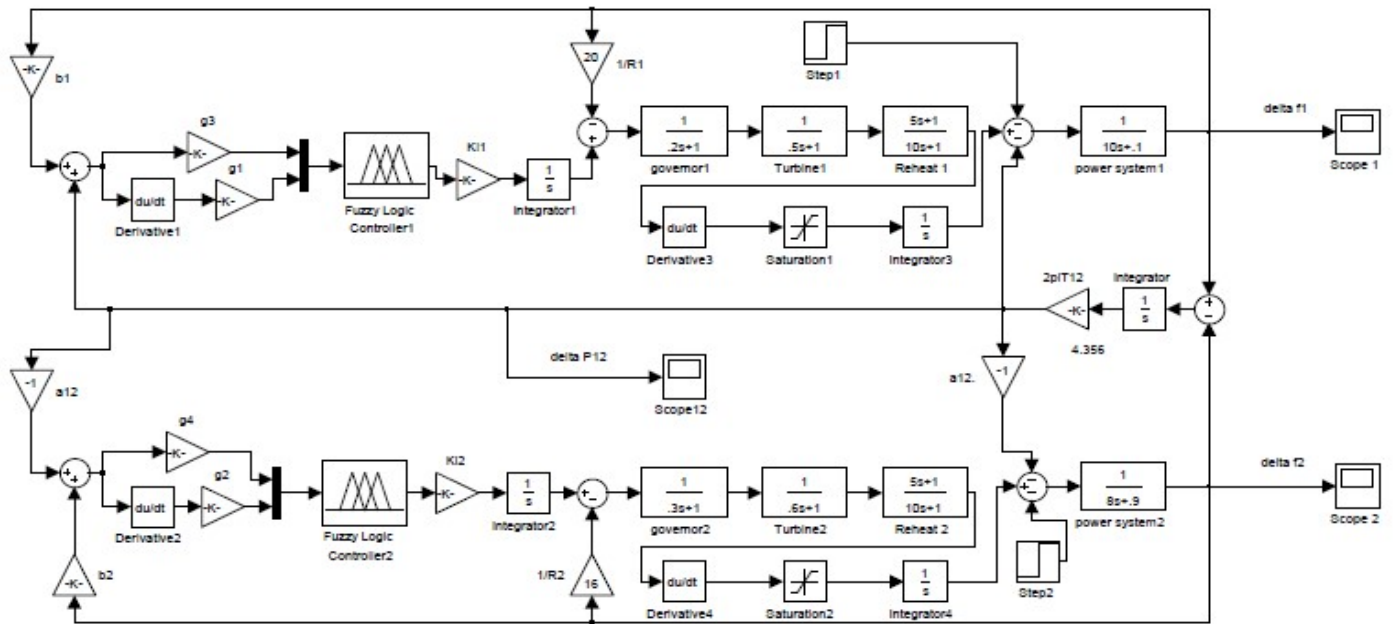 -K-
b1
20
1/R1
Step1
delta f1
Scope 1
g3
-K-
g1
-K-
du/dt
Derivative1
Fuzzy Logic
Controller1
KI1
-K-
1
s
Integrator1
1
.2s+1
governor1
1
.5s+1
Turbine1
5s+1
10s+1
Reheat 1
1
10s+.1
power system1
du/dt
Derivative3
Saturation1
1
s
Integrator3
2pIT12
-K-
4.356
Integrator
1
s
-1
a12
delta P12
Scope12
a12.
-1
g4
-K-
g2
-K-
du/dt
Derivative2
Fuzzy Logic
Controller2
KI2
-K-
1
s
Integrator2
1
.3s+1
governor2
1
.6s+1
Turbine2
5s+1
10s+1
Reheat 2
1
8s+.9
power system2
delta f2
Scope 2
-K-
b2
1/R2
16
du/dt
Derivative4
Saturation2
1
s
Integrator4
Step2